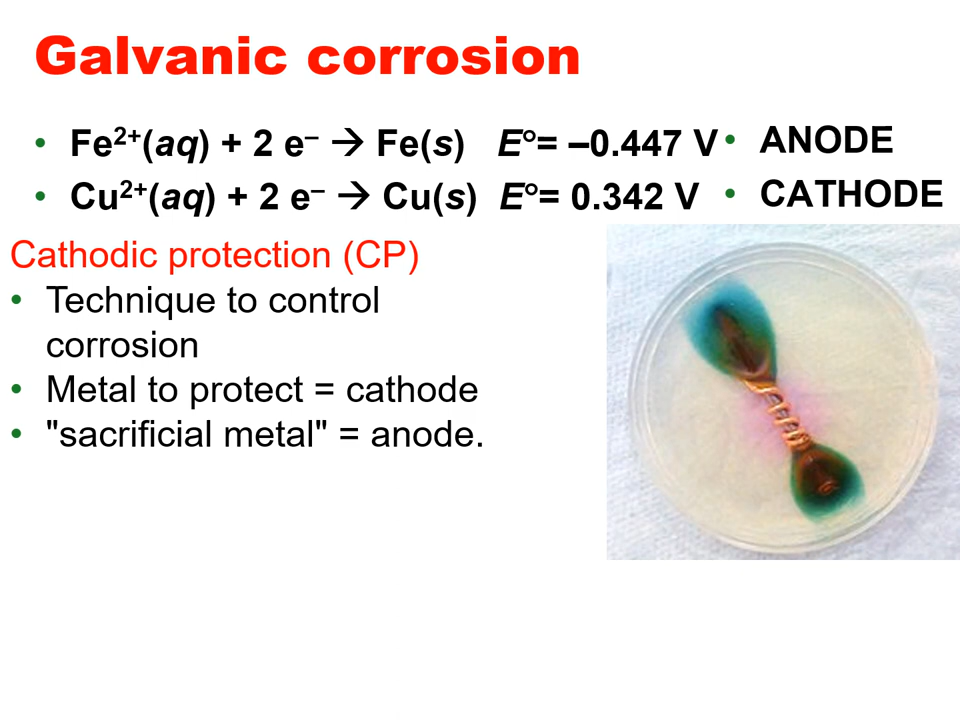 Galvanic corrosion
• Fe²⁺(aq) + 2 e⁻ → Fe(s) E°= –0.447 V • ANODE
• Cu²⁺(aq) + 2 e⁻ → Cu(s) E°= 0.342 V • CATHODE
Cathodic protection (CP)
• Technique to control
corrosion
• Metal to protect = cathode
• "sacrificial metal" = anode.